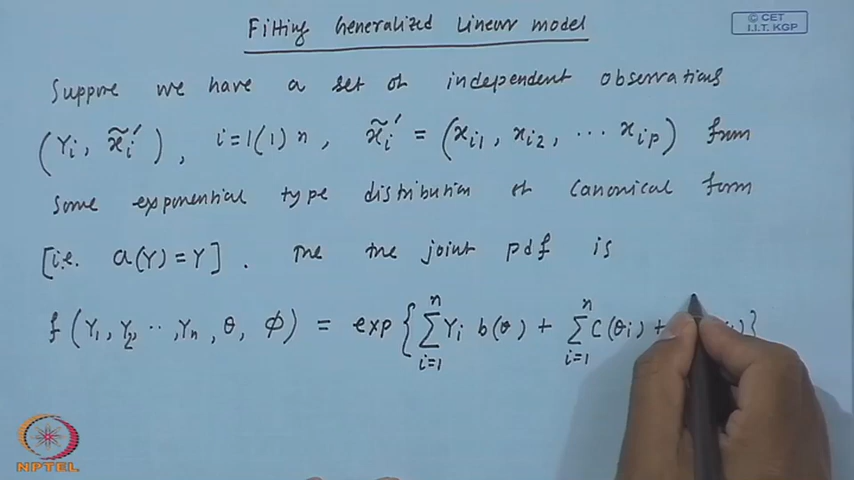 Fitting Generalized Linear model
© CET
I.I.T. KGP
Suppose we have a set of independent observations
(Yi, x̃i′), i=1(1) n, x̃i′ = (xi1, xi2, ... xip) from
some exponential type distribution of canonical form
[i.e. a(Y) = Y]. The the joint pdf is
f(Y1, Y2, .., Yn, θ, ϕ) = exp{∑_{i=1}^{n} Yi b(θ) + ∑_{i=1}^{n} C(θi) +
NPTEL